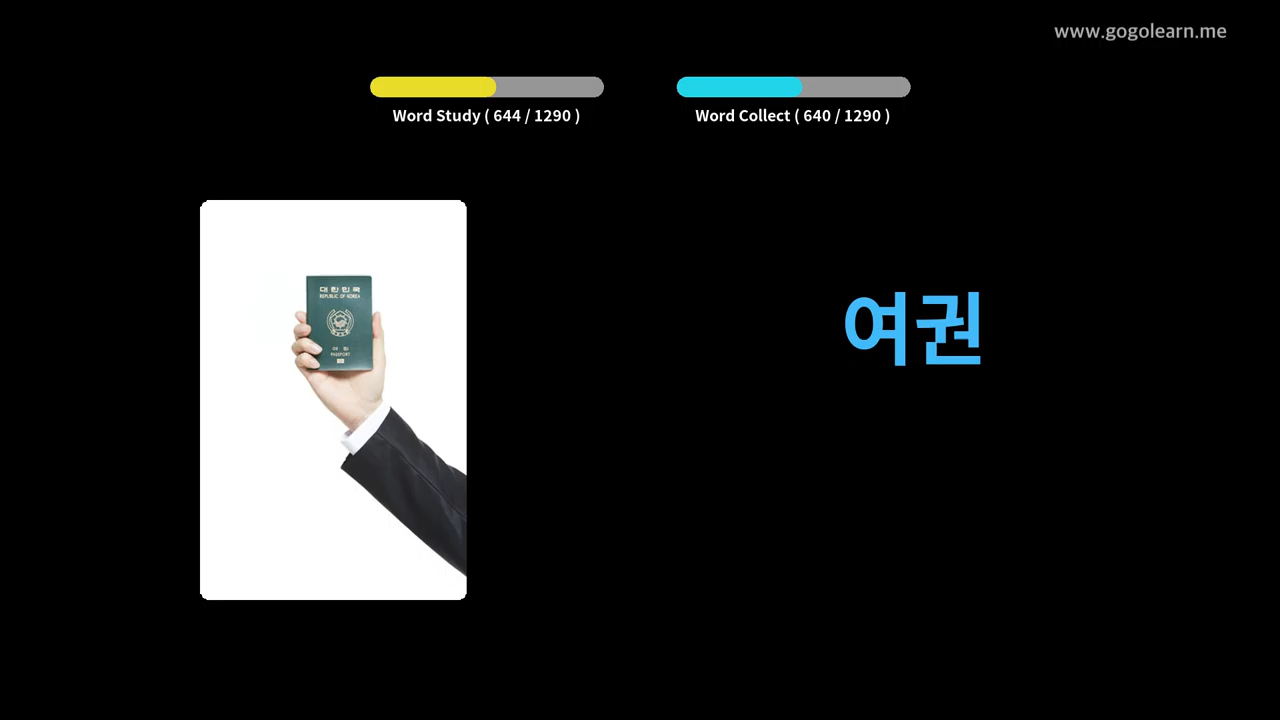 www.gogolearn.me
Word Study ( 644 / 1290 )
Word Collect ( 640 / 1290 )
대한민국
REPUBLIC OF KOREA
여권
PASSPORT
여권